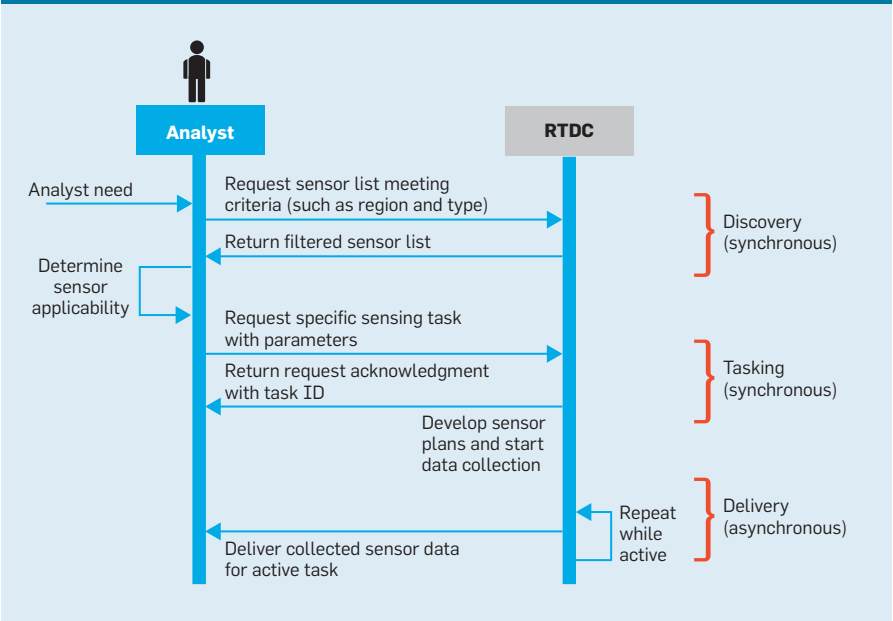 Analyst
RTDC
Analyst need
Request sensor list meeting
criteria (such as region and type)
Return filtered sensor list
Discovery
(synchronous)
Determine
sensor
applicability
Request specific sensing task
with parameters
Return request acknowledgment
with task ID
Tasking
(synchronous)
Develop sensor
plans and start
data collection
Repeat
while
active
Delivery
(asynchronous)
Deliver collected sensor data
for active task